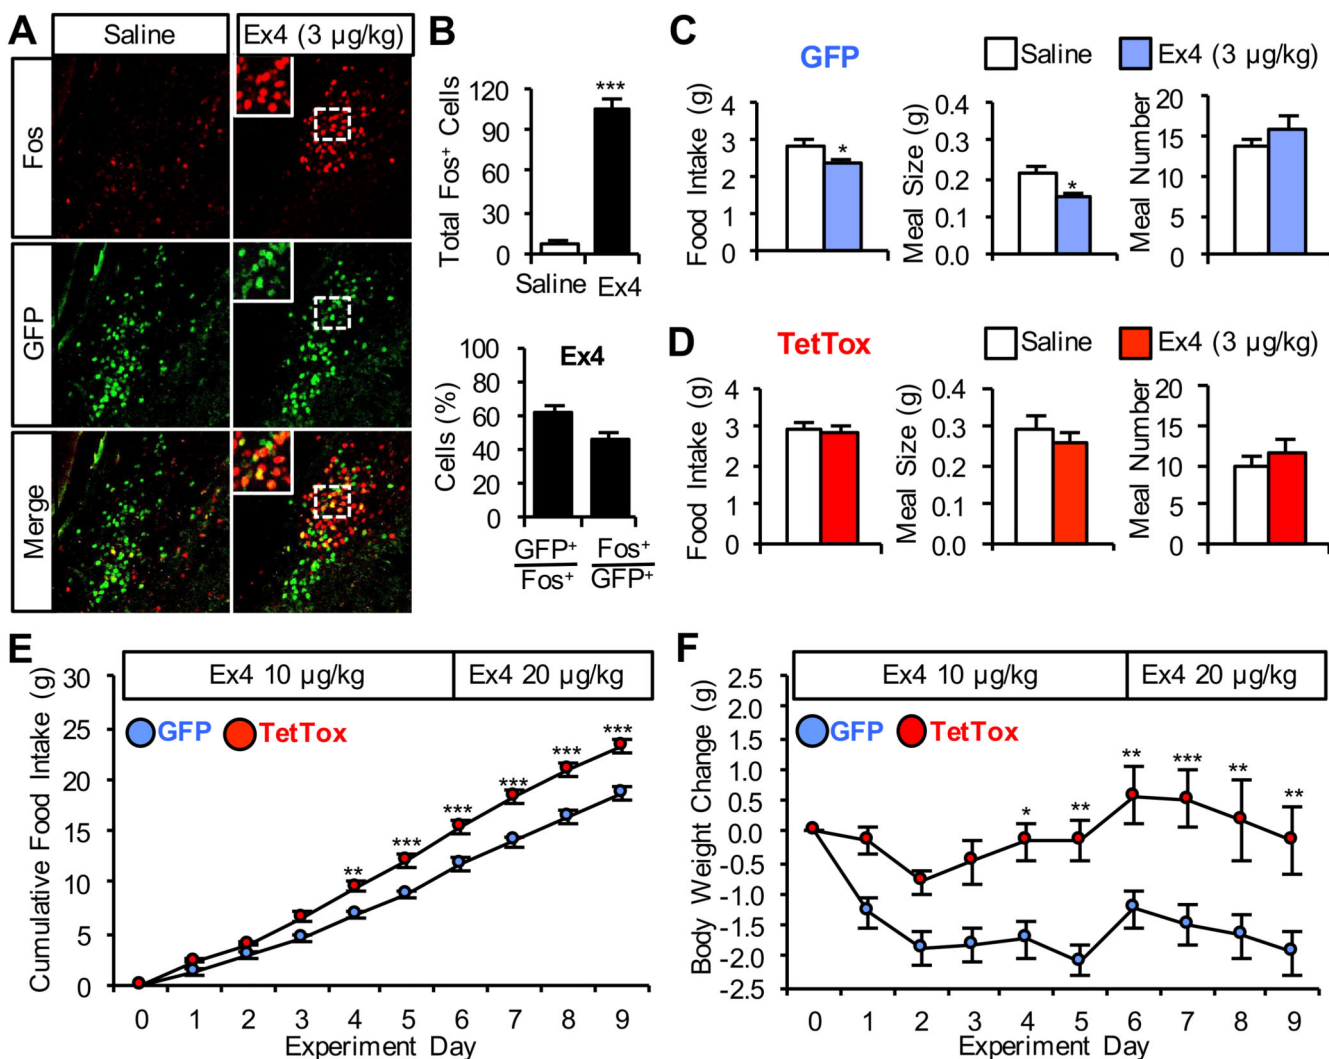 A
Saline
Ex4 (3 µg/kg)
Fos
GFP
Merge
B
Total Fos⁺ Cells
120
90
60
30
0
***
Saline
Ex4
Cells (%)
100
80
60
40
20
0
Ex4
GFP⁺
Fos⁺
Fos⁺
GFP⁺
C
GFP
Saline
Ex4 (3 µg/kg)
Food Intake (g)
4
3
2
1
0
*
Meal Size (g)
0.4
0.3
0.2
0.1
0.0
*
Meal Number
20
15
10
5
0
D
TetTox
Saline
Ex4 (3 µg/kg)
Food Intake (g)
4
3
2
1
0
Meal Size (g)
0.4
0.3
0.2
0.1
0.0
Meal Number
20
15
10
5
0
E
Ex4 10 µg/kg
Ex4 20 µg/kg
GFP
TetTox
Cumulative Food Intake (g)
30
25
20
15
10
5
0
**
***
***
***
***
***
0 1 2 3 4 5 6 7 8 9
Experiment Day
F
Ex4 10 µg/kg
Ex4 20 µg/kg
GFP
TetTox
Body Weight Change (g)
2.5
2.0
1.5
1.0
0.5
0.0
-0.5
-1.0
-1.5
-2.0
-2.5
*
**
**
***
**
**
0 1 2 3 4 5 6 7 8 9
Experiment Day